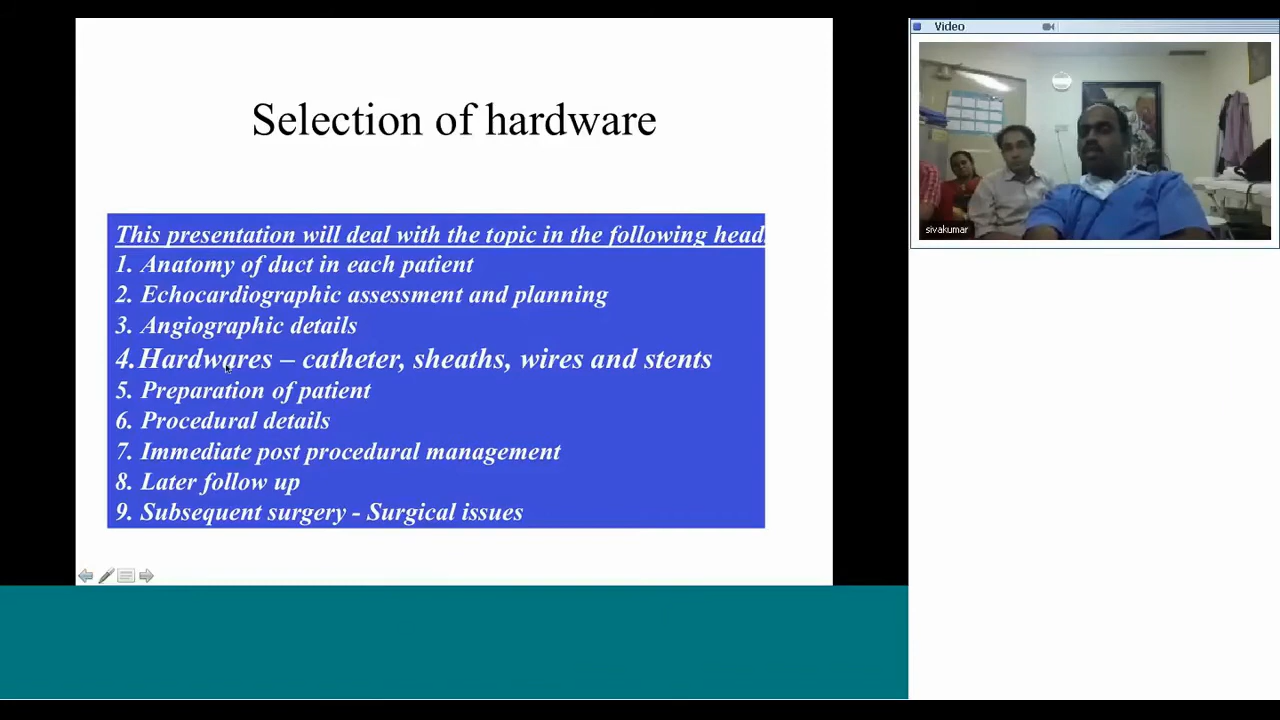 Selection of hardware
This presentation will deal with the topic in the following head
1. Anatomy of duct in each patient
2. Echocardiographic assessment and planning
3. Angiographic details
4.Hardwares – catheter, sheaths, wires and stents
5. Preparation of patient
6. Procedural details
7. Immediate post procedural management
8. Later follow up
9. Subsequent surgery - Surgical issues
Video
sivakumar